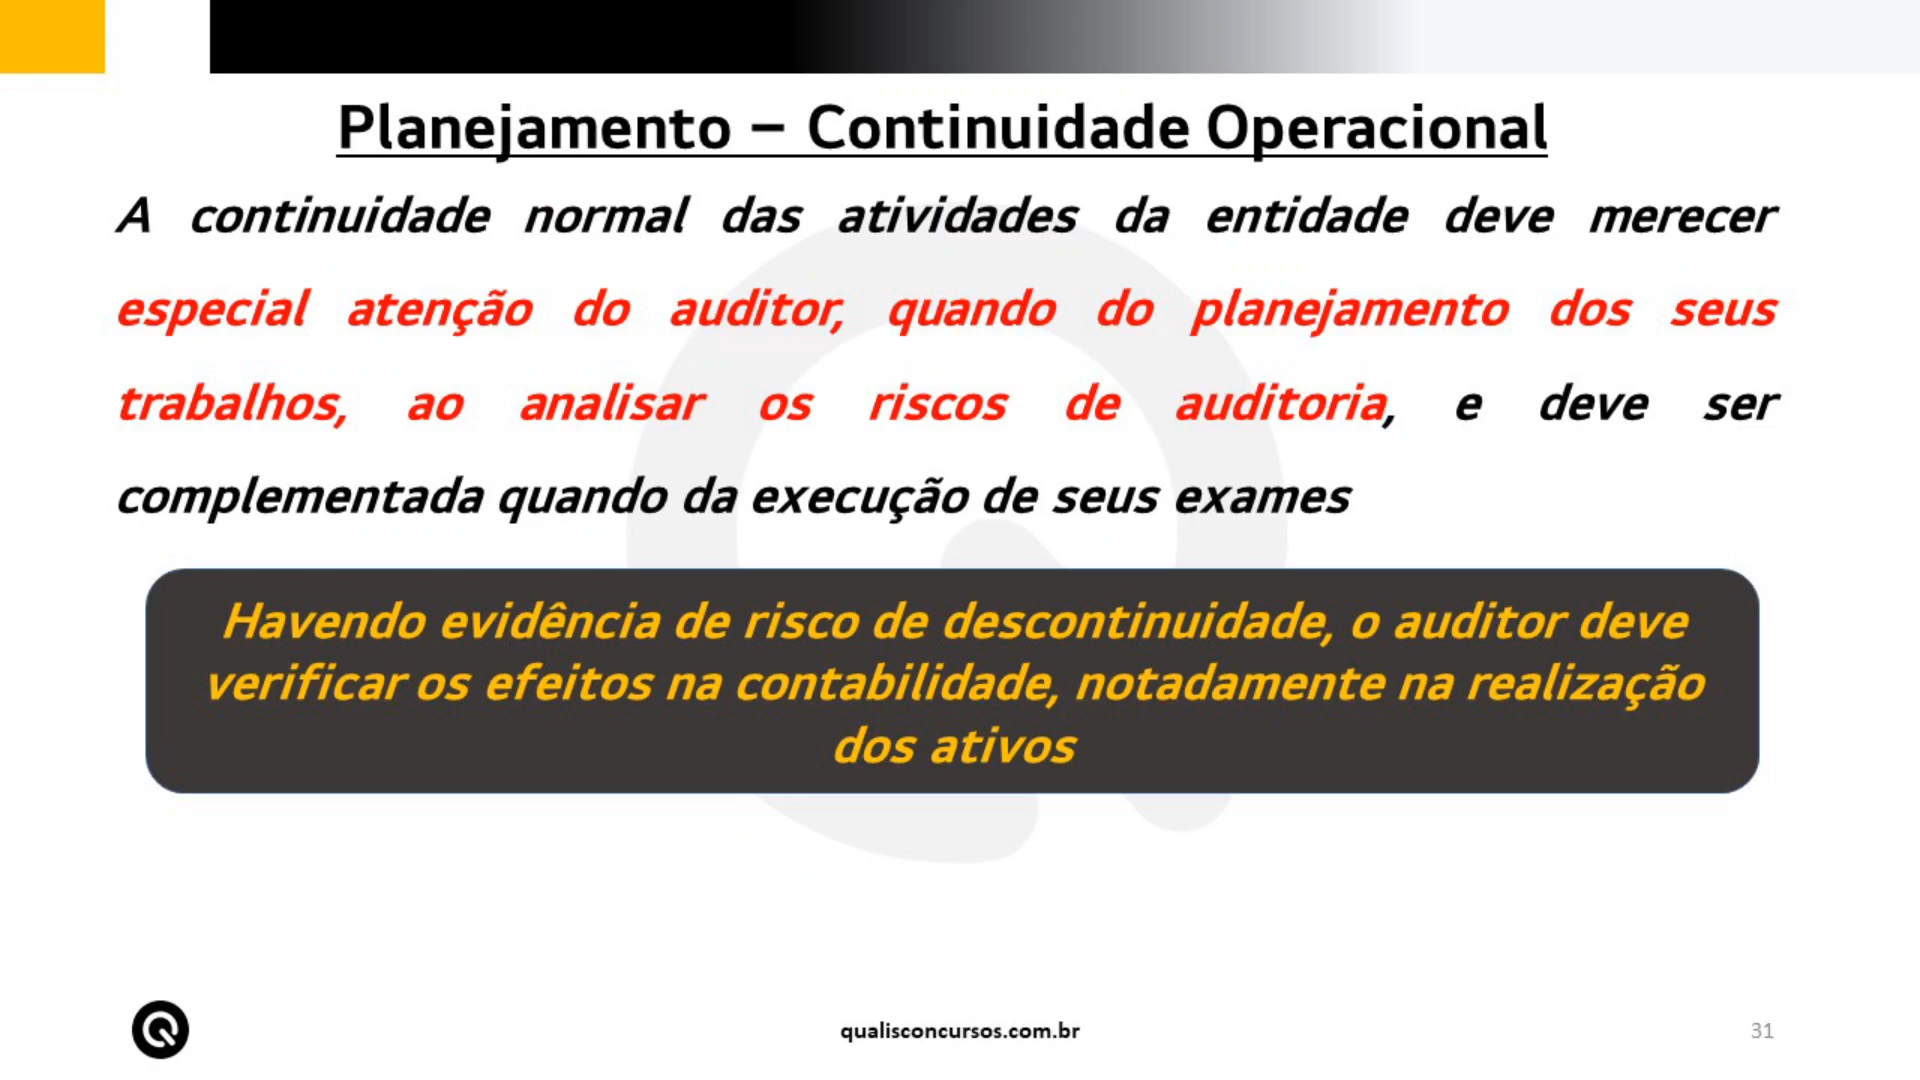 Planejamento – Continuidade Operacional
A continuidade normal das atividades da entidade deve merecer
especial atenção do auditor, quando do planejamento dos seus
trabalhos, ao analisar os riscos de auditoria, e deve ser
complementada quando da execução de seus exames
Havendo evidência de risco de descontinuidade, o auditor deve
verificar os efeitos na contabilidade, notadamente na realização
dos ativos
qualisconcursos.com.br
31